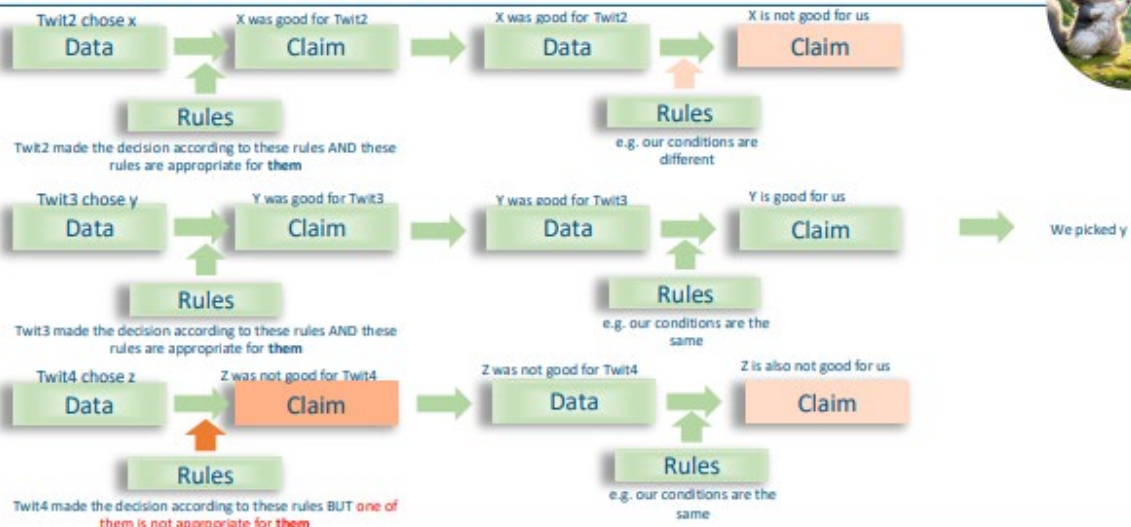 Twit2 chose x
X was good for Twit2
X was good for Twit2
X is not good for us
Data
Claim
Data
Claim
Rules
Rules
Twit2 made the decision according to these rules AND these
rules are appropriate for them
e.g. our conditions are
different
Twit3 chose y
Y was good for Twit3
Y was good for Twit3
Y is good for us
Data
Claim
Data
Claim
We picked y
Rules
Rules
Twit3 made the decision according to these rules AND these
rules are appropriate for them
e.g. our conditions are the
same
Twit4 chose z
Z was not good for Twit4
Z was not good for Twit4
Z is also not good for us
Data
Claim
Data
Claim
Rules
Rules
Twit4 made the decision according to these rules BUT one of
them is not appropriate for them
e.g. our conditions are the
same